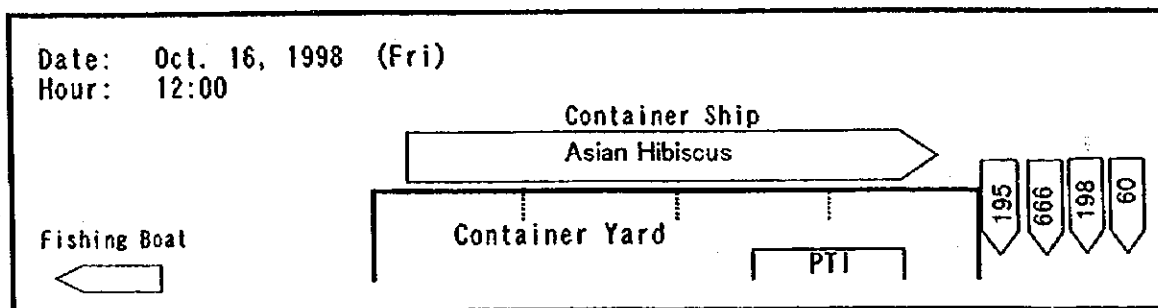 Date: Oct. 16, 1998 (Fri)
Hour: 12:00
Container Ship
Asian Hibiscus
195
666
198
60
Fishing Boat
Container Yard
PTI